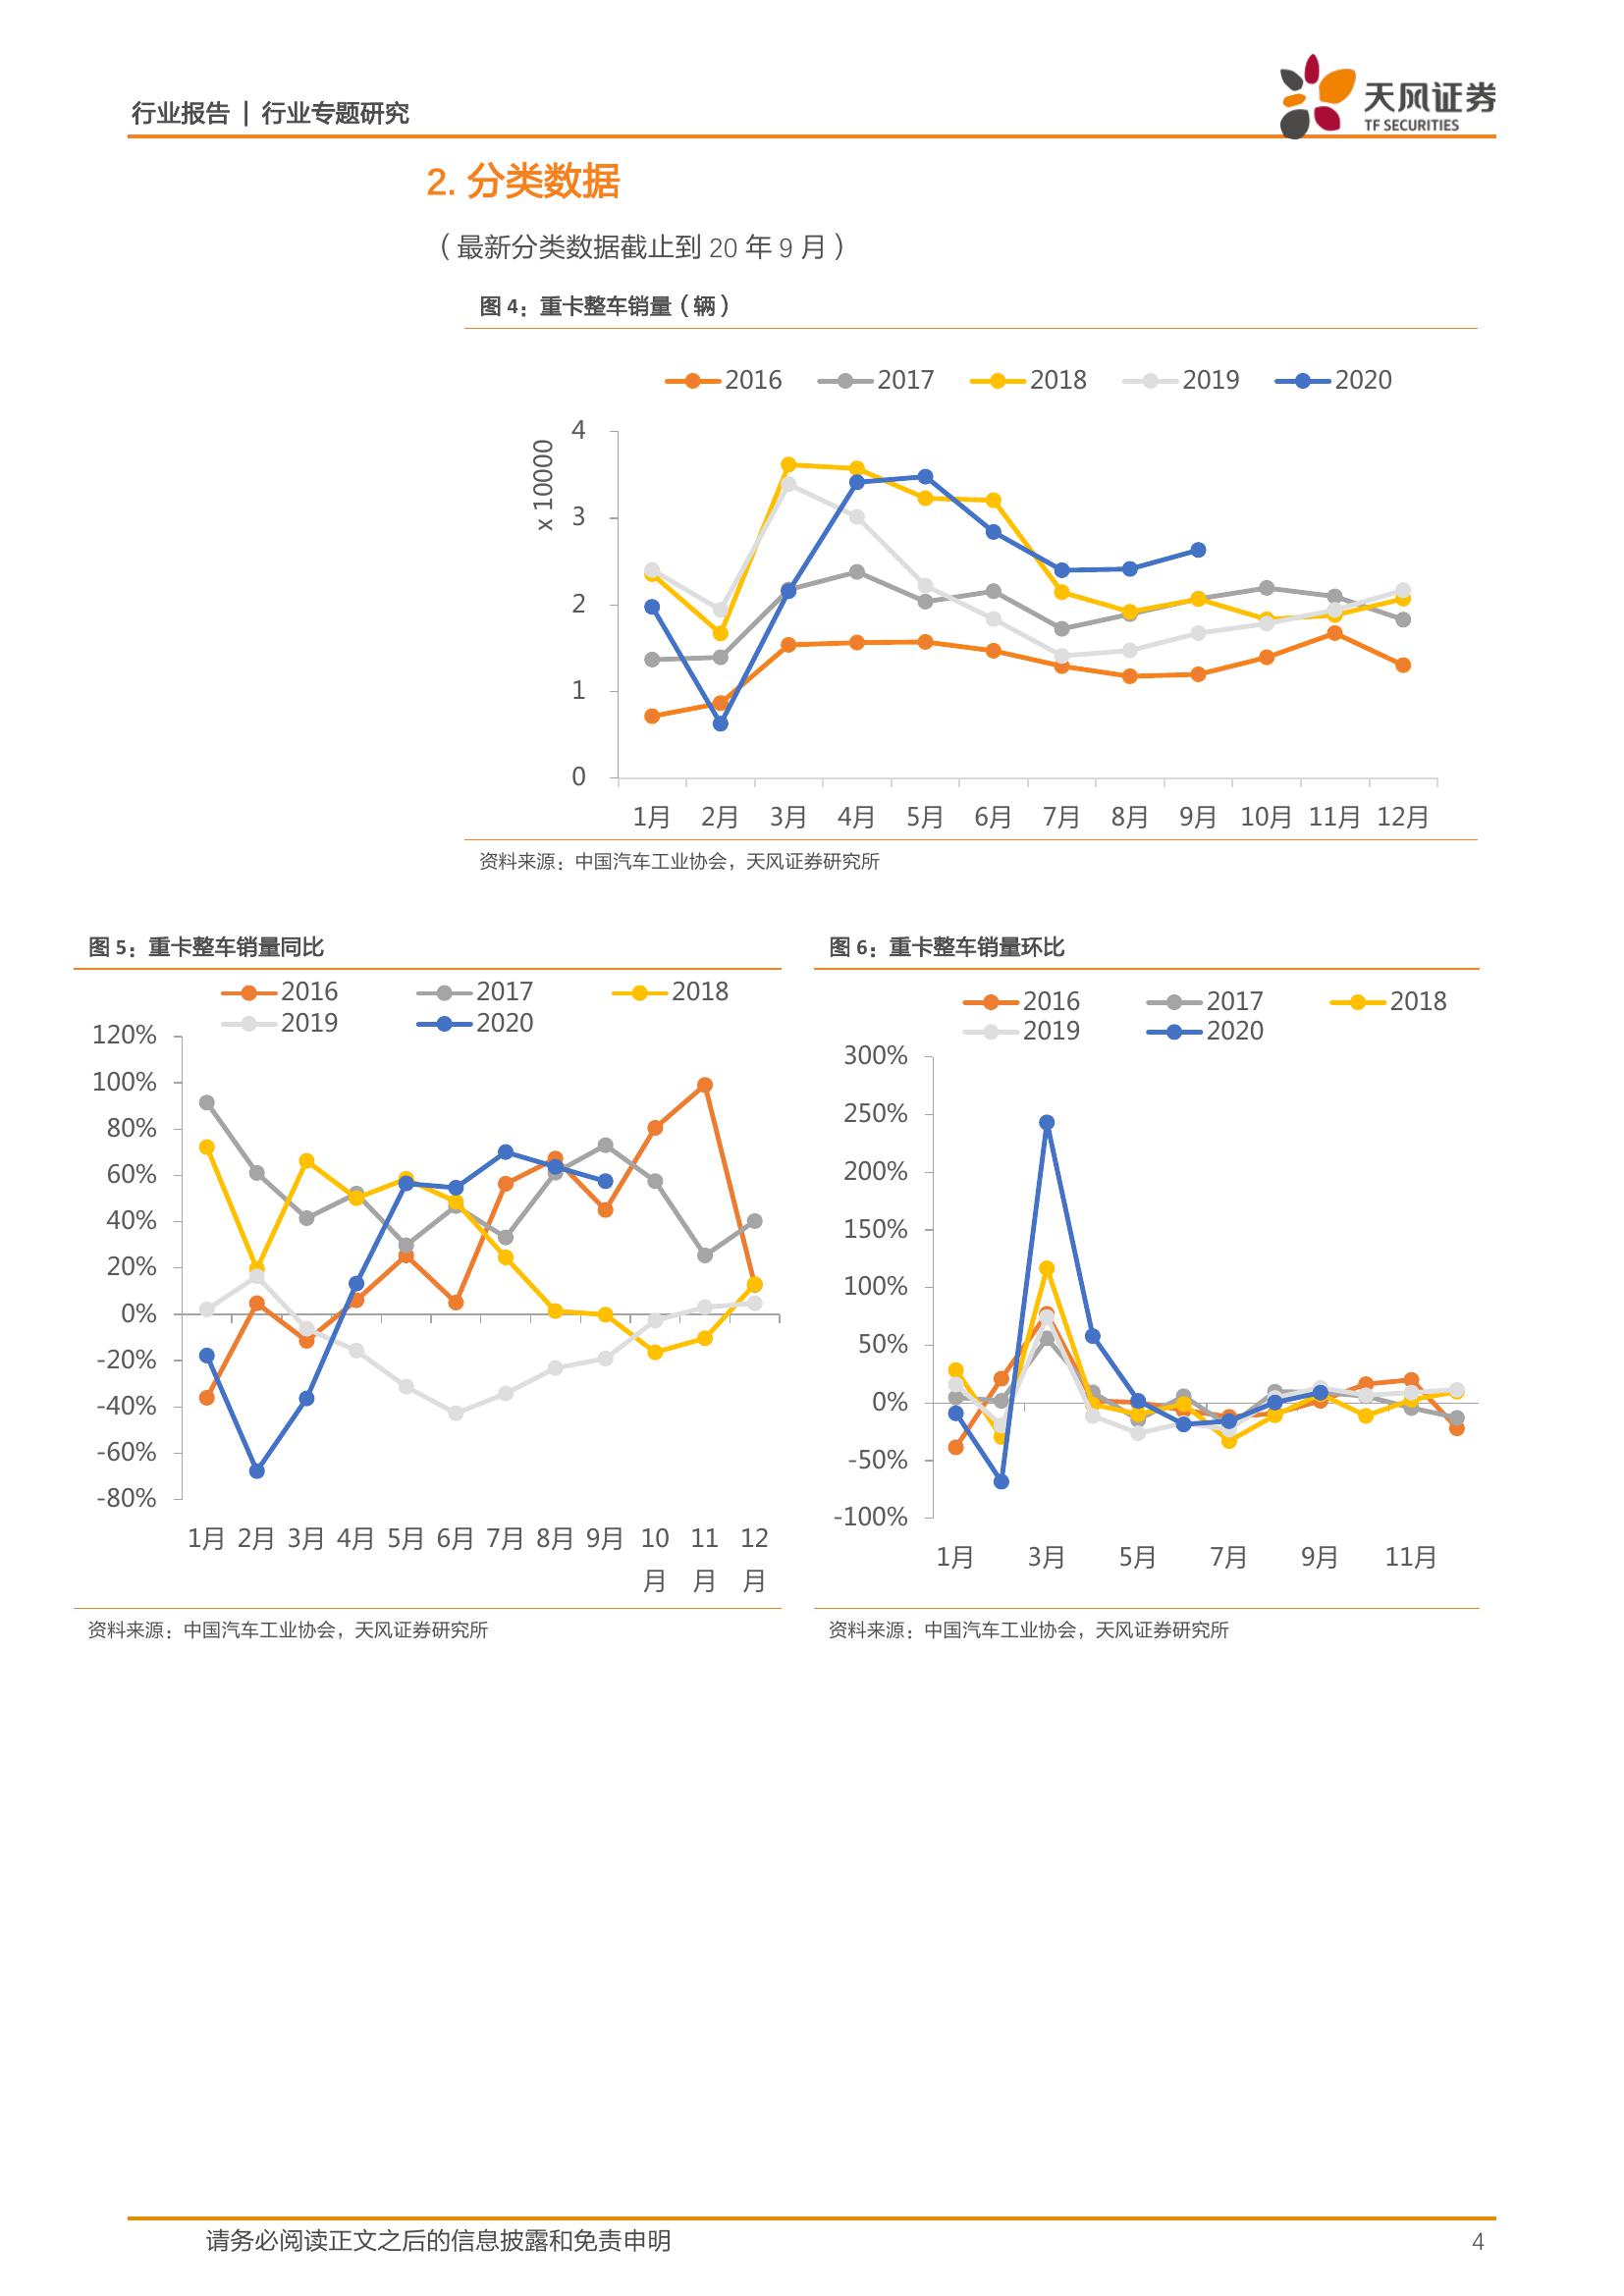 行业报告 | 行业专题研究
天风证券
TF SECURITIES
2. 分类数据
（最新分类数据截止到 20 年 9 月）
图 4：重卡整车销量（辆）
2016 2017 2018 2019 2020
x 10000
4
3
2
1
0
1月 2月 3月 4月 5月 6月 7月 8月 9月 10月 11月 12月
资料来源：中国汽车工业协会，天风证券研究所
图 5：重卡整车销量同比
2016 2017 2018
2019 2020
120%
100%
80%
60%
40%
20%
0%
-20%
-40%
-60%
-80%
1月 2月 3月 4月 5月 6月 7月 8月 9月 10 11 12
月 月 月
资料来源：中国汽车工业协会，天风证券研究所
图 6：重卡整车销量环比
2016 2017 2018
2019 2020
300%
250%
200%
150%
100%
50%
0%
-50%
-100%
1月 3月 5月 7月 9月 11月
资料来源：中国汽车工业协会，天风证券研究所
请务必阅读正文之后的信息披露和免责申明 4